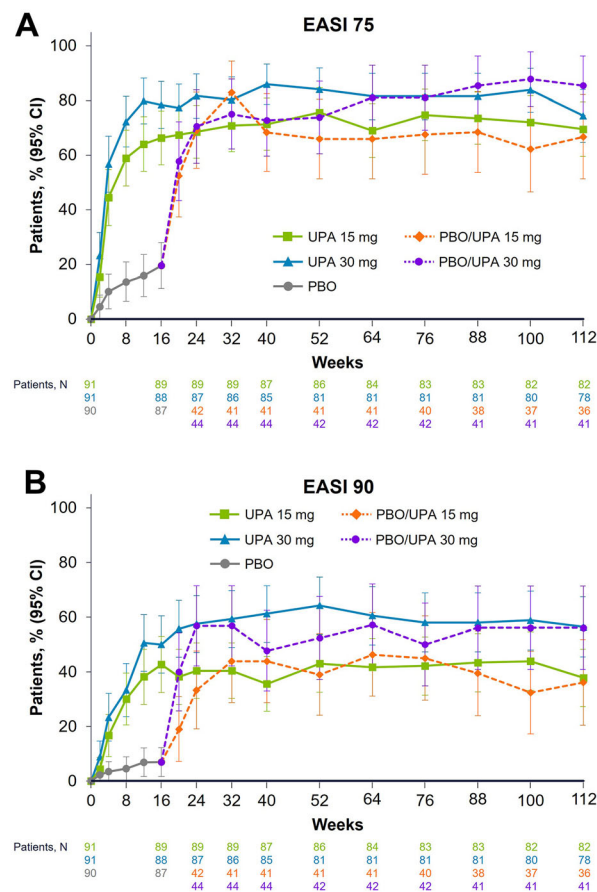 A
EASI 75
100
80
60
40
20
0
Patients, % (95% CI)
UPA 15 mg
PBO/UPA 15 mg
UPA 30 mg
PBO/UPA 30 mg
PBO
0 8 16 24 32 40 52 64 76 88 100 112
Weeks
Patients, N
91 89 89 89 87 86 84 83 83 82 82
91 88 87 86 85 81 81 81 81 80 78
90 87 42 41 41 41 41 40 38 37 36
44 44 44 42 42 42 41 41 41
B
EASI 90
100
80
60
40
20
0
Patients, % (95% CI)
UPA 15 mg
PBO/UPA 15 mg
UPA 30 mg
PBO/UPA 30 mg
PBO
0 8 16 24 32 40 52 64 76 88 100 112
Weeks
Patients, N
91 89 89 89 87 86 84 83 83 82 82
91 88 87 86 85 81 81 81 81 80 78
90 87 42 41 41 41 41 40 38 37 36
44 44 44 42 42 42 41 41 41